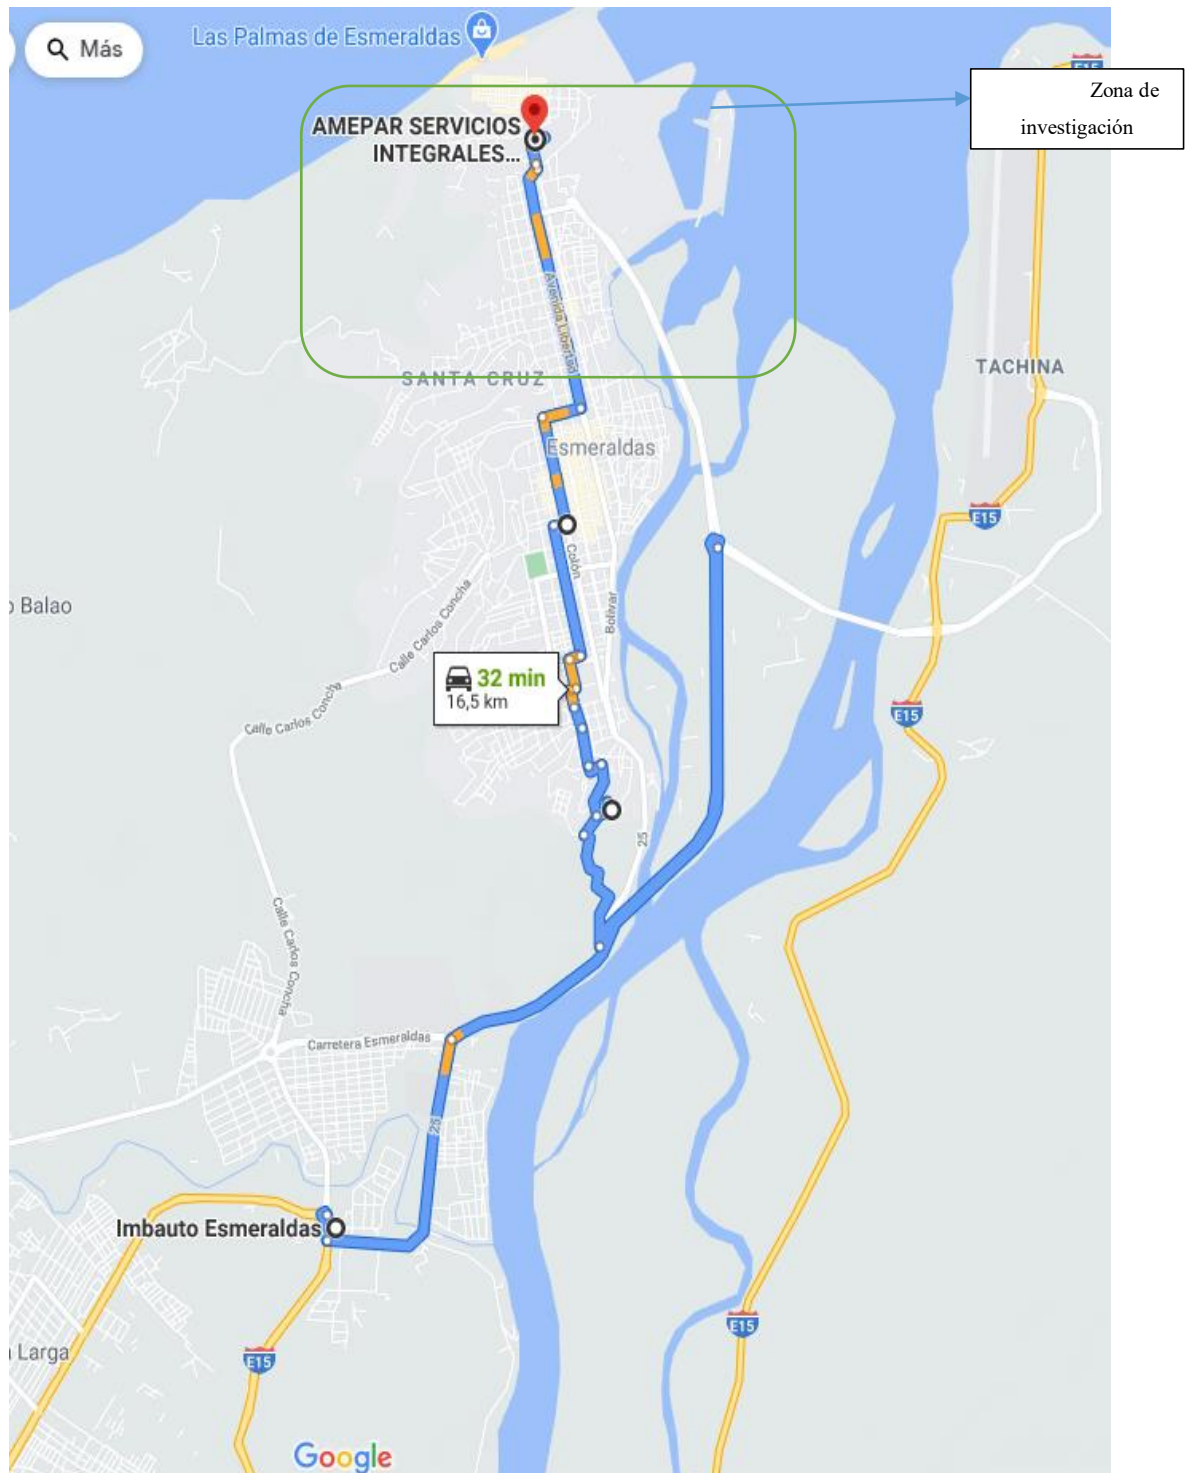 Más
Las Palmas de Esmeraldas
E15
Zona de
investigación
AMEPAR SERVICIOS
INTEGRALES...
Avenida Libertad
TACHINA
SANTA CRUZ
Esmeraldas
E15
Colón
Bolívar
Balao
Calle Carlos Concha
32 min
16,5 km
Calle Carlos Concha
E15
25
Calle Carlos Concha
Carretera Esmeraldas
25
Imbauto Esmeraldas
E15
Larga
E15
Google